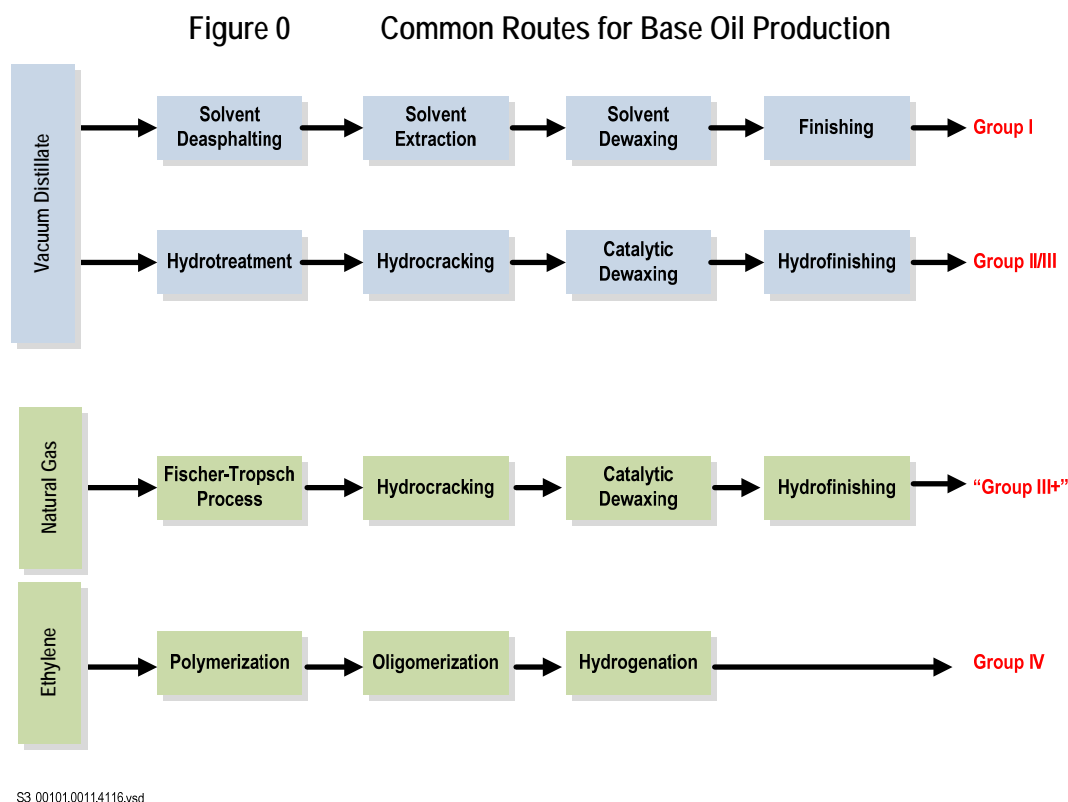 Figure 0 Common Routes for Base Oil Production
Vacuum Distillate
Solvent
Deasphalting
Solvent
Extraction
Solvent
Dewaxing
Finishing
Group I
Hydrotreatment
Hydrocracking
Catalytic
Dewaxing
Hydrofinishing
Group II/III
Natural Gas
Fischer-Tropsch
Process
Hydrocracking
Catalytic
Dewaxing
Hydrofinishing
“Group III+”
Ethylene
Polymerization
Oligomerization
Hydrogenation
Group IV
S3 00101.0011.4116.vsd